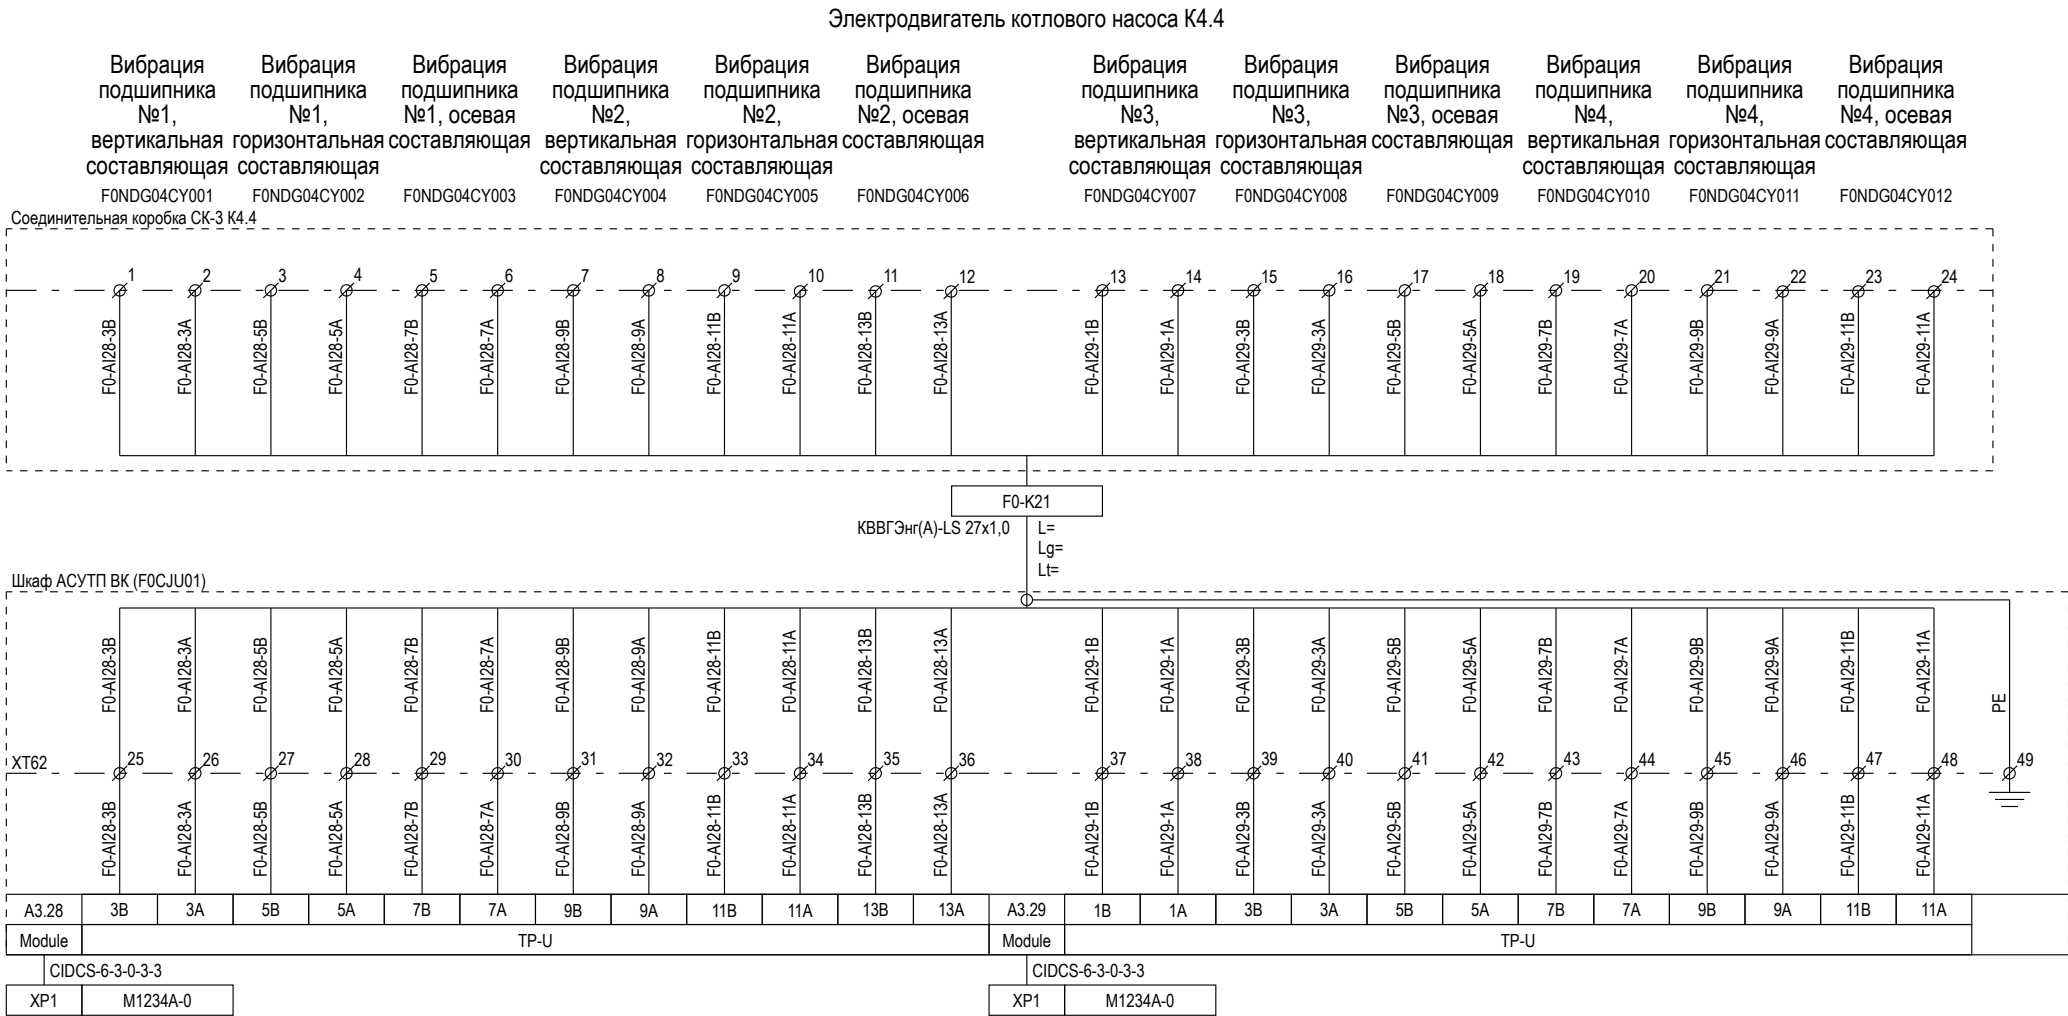 Электродвигатель котлового насоса К4.4
Вибрация подшипника №1, вертикальная составляющая
Вибрация подшипника №1, горизонтальная составляющая
Вибрация подшипника №1, осевая составляющая
Вибрация подшипника №2, вертикальная составляющая
Вибрация подшипника №2, горизонтальная составляющая
Вибрация подшипника №2, осевая составляющая
Вибрация подшипника №3, вертикальная составляющая
Вибрация подшипника №3, горизонтальная составляющая
Вибрация подшипника №3, осевая составляющая
Вибрация подшипника №4, вертикальная составляющая
Вибрация подшипника №4, горизонтальная составляющая
Вибрация подшипника №4, осевая составляющая
F0NDG04CY001 F0NDG04CY002 F0NDG04CY003 F0NDG04CY004 F0NDG04CY005 F0NDG04CY006 F0NDG04CY007 F0NDG04CY008 F0NDG04CY009 F0NDG04CY010 F0NDG04CY011 F0NDG04CY012
Соединительная коробка СК-3 К4.4
1 2 3 4 5 6 7 8 9 10 11 12 13 14 15 16 17 18 19 20 21 22 23 24
F0-AI28-3B F0-AI28-3A F0-AI28-5B F0-AI28-5A F0-AI28-7B F0-AI28-7A F0-AI28-9B F0-AI28-9A F0-AI28-11B F0-AI28-11A F0-AI28-13B F0-AI28-13A F0-AI29-1B F0-AI29-1A F0-AI29-3B F0-AI29-3A F0-AI29-5B F0-AI29-5A F0-AI29-7B F0-AI29-7A F0-AI29-9B F0-AI29-9A F0-AI29-11B F0-AI29-11A
F0-K21
КВВГЭнг(А)-LS 27x1,0
L=
Lg=
Lt=
Шкаф АСУТП ВК (F0CJU01)
F0-AI28-3B F0-AI28-3A F0-AI28-5B F0-AI28-5A F0-AI28-7B F0-AI28-7A F0-AI28-9B F0-AI28-9A F0-AI28-11B F0-AI28-11A F0-AI28-13B F0-AI28-13A F0-AI29-1B F0-AI29-1A F0-AI29-3B F0-AI29-3A F0-AI29-5B F0-AI29-5A F0-AI29-7B F0-AI29-7A F0-AI29-9B F0-AI29-9A F0-AI29-11B F0-AI29-11A PE
XT62 25 26 27 28 29 30 31 32 33 34 35 36 37 38 39 40 41 42 43 44 45 46 47 48 49
F0-AI28-3B F0-AI28-3A F0-AI28-5B F0-AI28-5A F0-AI28-7B F0-AI28-7A F0-AI28-9B F0-AI28-9A F0-AI28-11B F0-AI28-11A F0-AI28-13B F0-AI28-13A F0-AI29-1B F0-AI29-1A F0-AI29-3B F0-AI29-3A F0-AI29-5B F0-AI29-5A F0-AI29-7B F0-AI29-7A F0-AI29-9B F0-AI29-9A F0-AI29-11B F0-AI29-11A
A3.28 3B 3A 5B 5A 7B 7A 9B 9A 11B 11A 13B 13A A3.29 1B 1A 3B 3A 5B 5A 7B 7A 9B 9A 11B 11A
Module TP-U Module TP-U
CIDCS-6-3-0-3-3 CIDCS-6-3-0-3-3
XP1 M1234A-0 XP1 M1234A-0